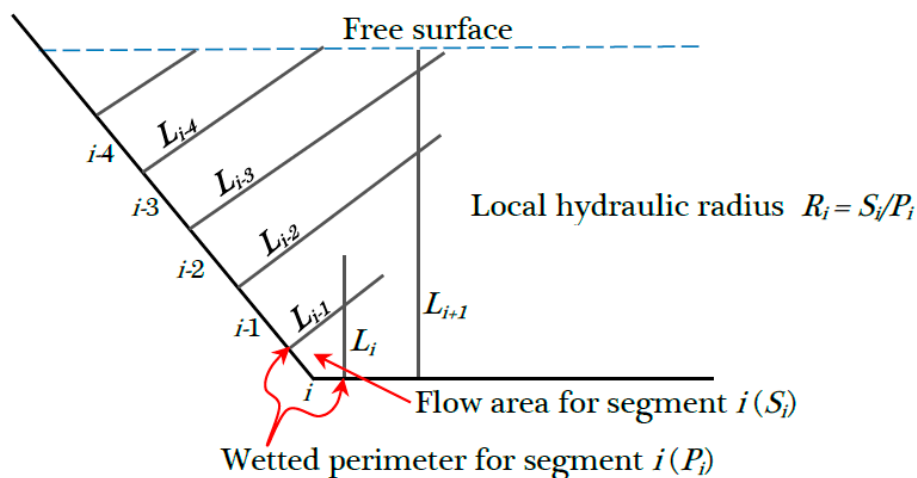 Free surface
L_{i-4}
i-4
L_{i-3}
i-3
Local hydraulic radius R_i = S_i/P_i
L_{i-2}
i-2
L_{i-1}
L_{i+1}
i-1
L_i
i
Flow area for segment i (S_i)
Wetted perimeter for segment i (P_i)